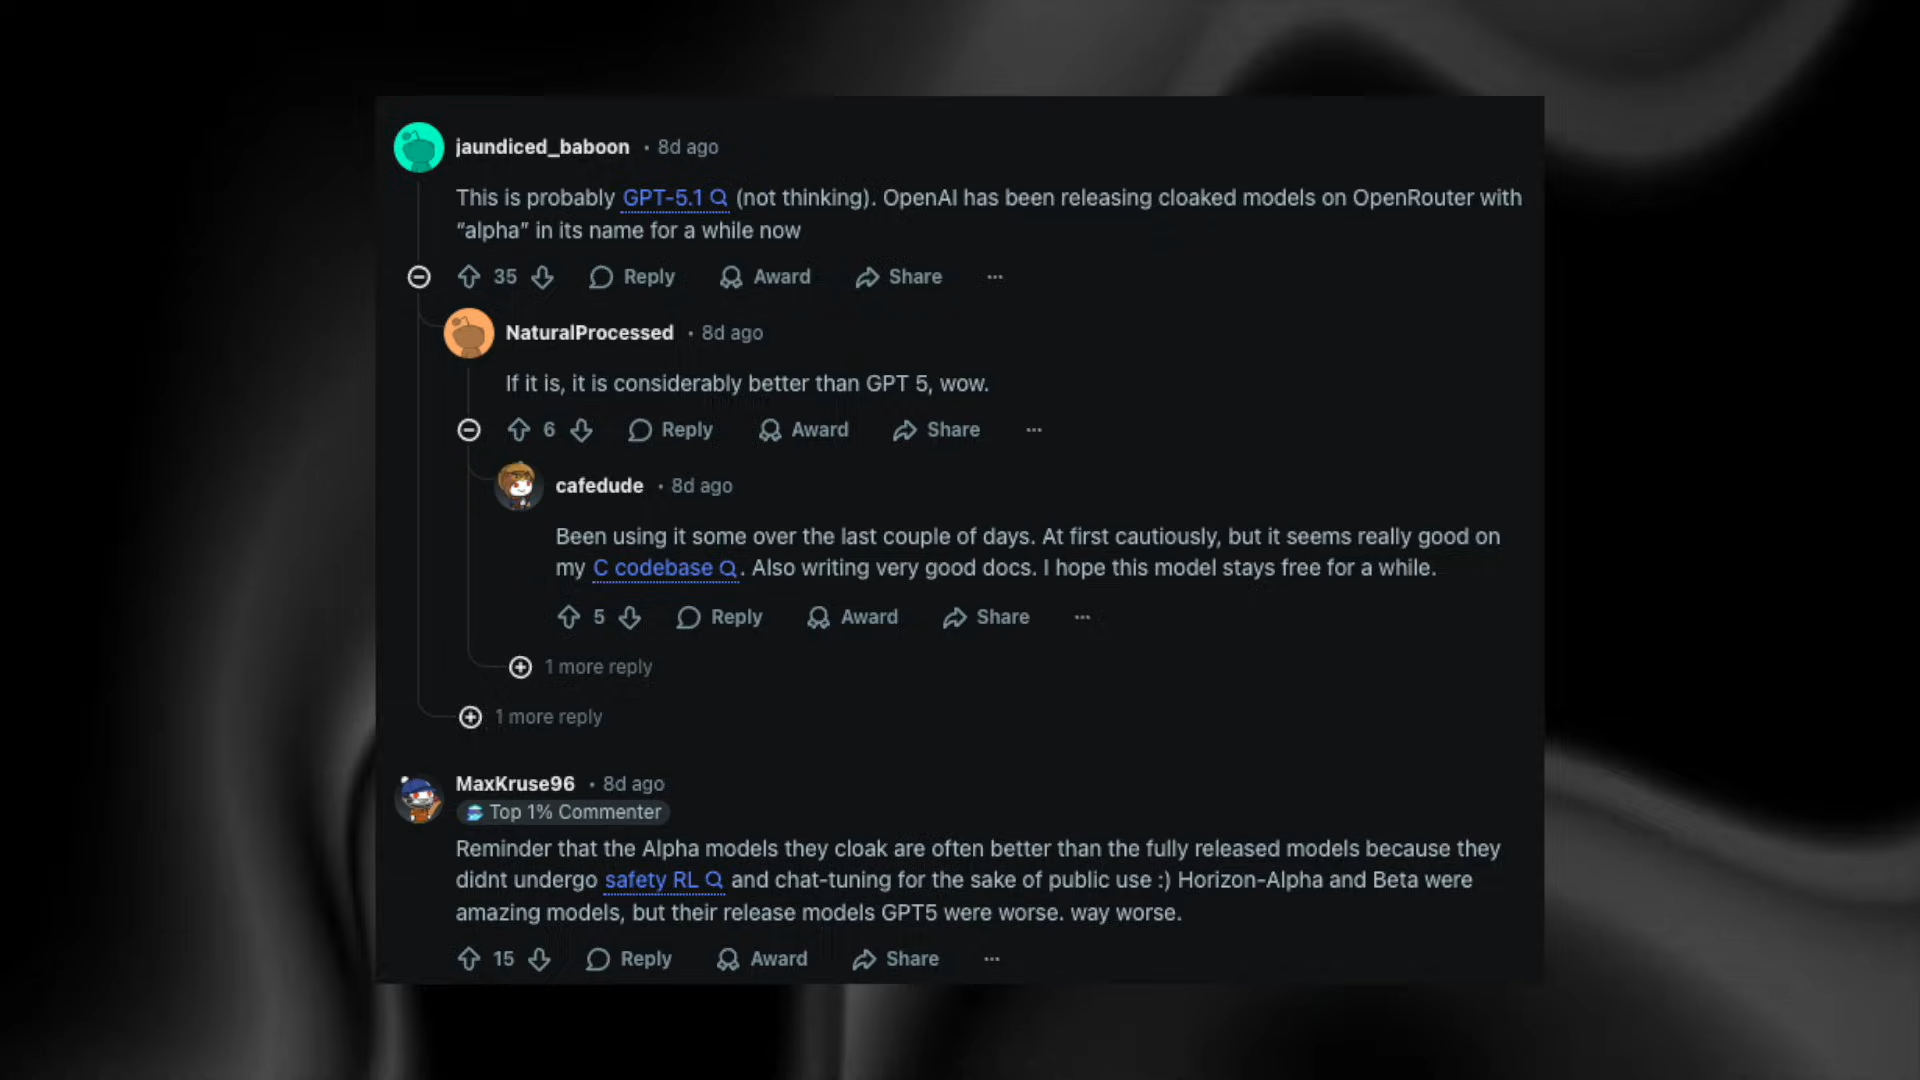 jaundiced_baboon • 8d ago
This is probably GPT-5.1 (not thinking). OpenAI has been releasing cloaked models on OpenRouter with
“alpha” in its name for a while now
35 Reply Award Share ...
NaturalProcessed • 8d ago
If it is, it is considerably better than GPT 5, wow.
6 Reply Award Share ...
cafedude • 8d ago
Been using it some over the last couple of days. At first cautiously, but it seems really good on
my C codebase. Also writing very good docs. I hope this model stays free for a while.
5 Reply Award Share ...
1 more reply
1 more reply
MaxKruse96 • 8d ago
Top 1% Commenter
Reminder that the Alpha models they cloak are often better than the fully released models because they
didnt undergo safety RL and chat-tuning for the sake of public use :) Horizon-Alpha and Beta were
amazing models, but their release models GPT5 were worse. way worse.
15 Reply Award Share ...